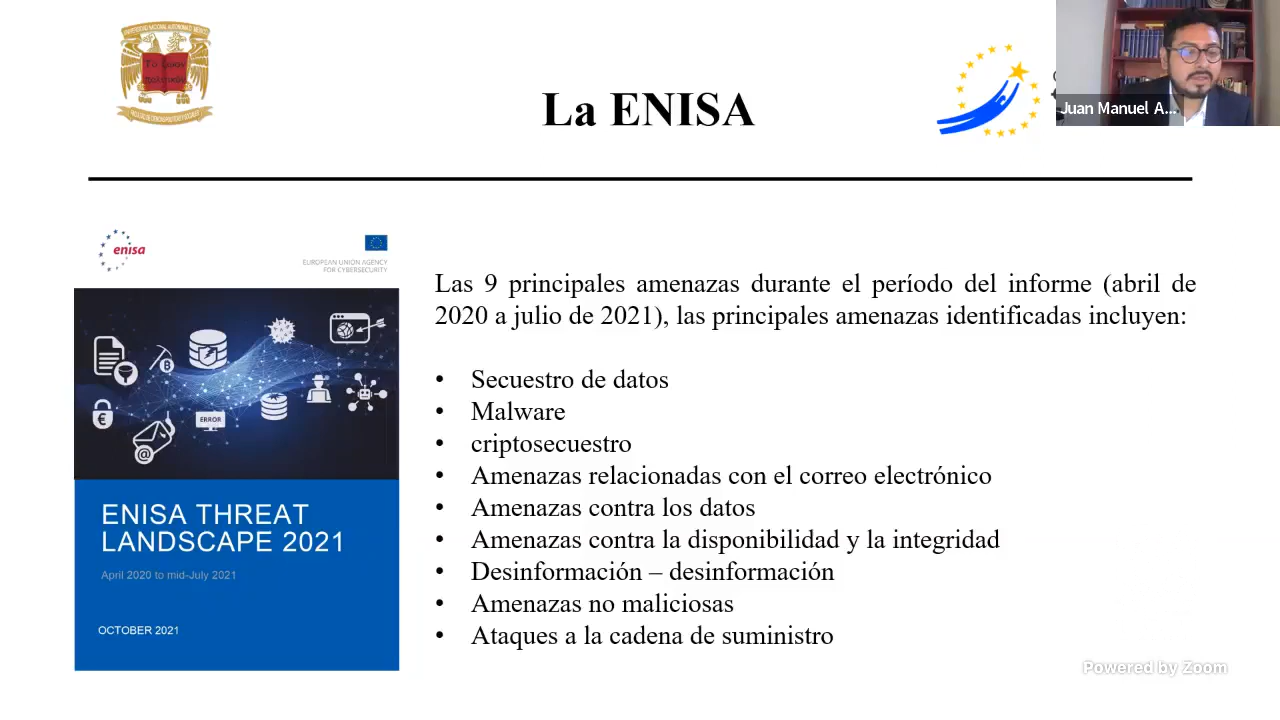 La ENISA
Juan Manuel A...
enisa
EUROPEAN UNION AGENCY
FOR CYBERSECURITY
ERROR
ENISA THREAT
LANDSCAPE 2021
April 2020 to mid-July 2021
OCTOBER 2021
Las 9 principales amenazas durante el período del informe (abril de
2020 a julio de 2021), las principales amenazas identificadas incluyen:
• Secuestro de datos
• Malware
• criptosecuestro
• Amenazas relacionadas con el correo electrónico
• Amenazas contra los datos
• Amenazas contra la disponibilidad y la integridad
• Desinformación – desinformación
• Amenazas no maliciosas
• Ataques a la cadena de suministro
Powered by Zoom